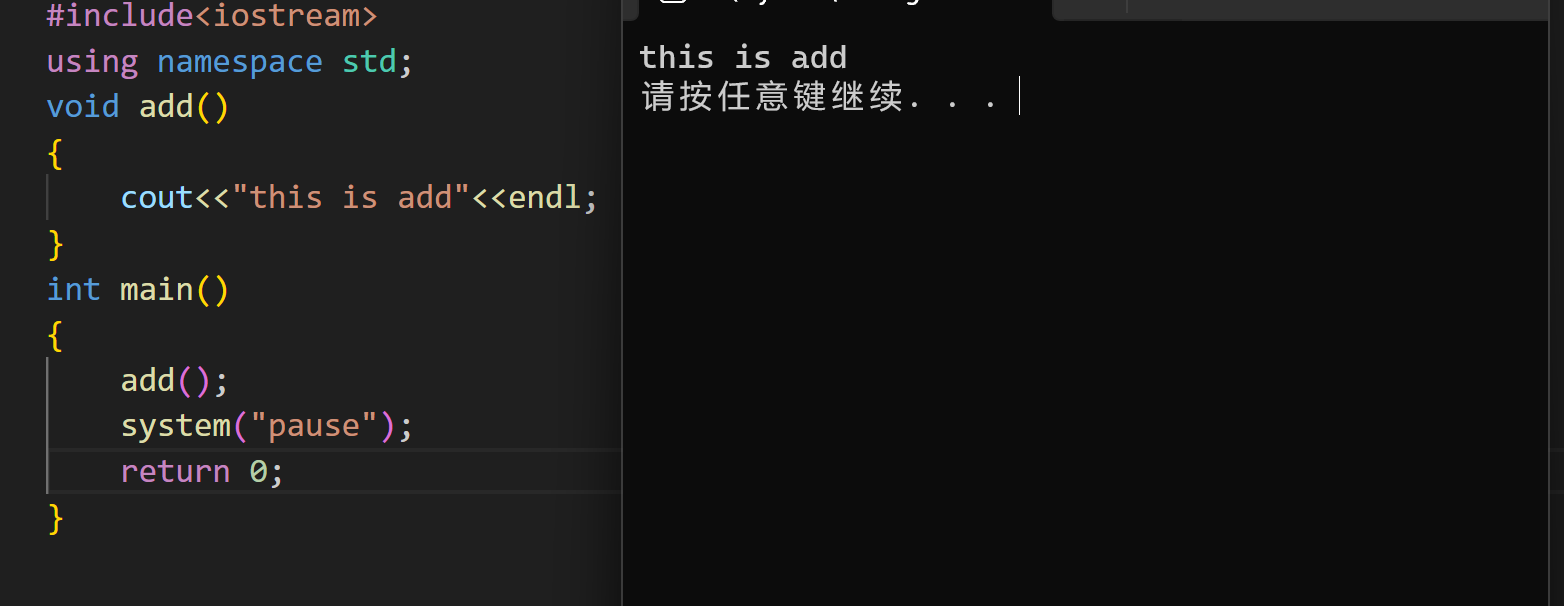 #include<iostream>
using namespace std;
void add()
{
    cout<<"this is add"<<endl;
}
int main()
{
    add();
    system("pause");
    return 0;
}
this is add
请按任意键继续. . .